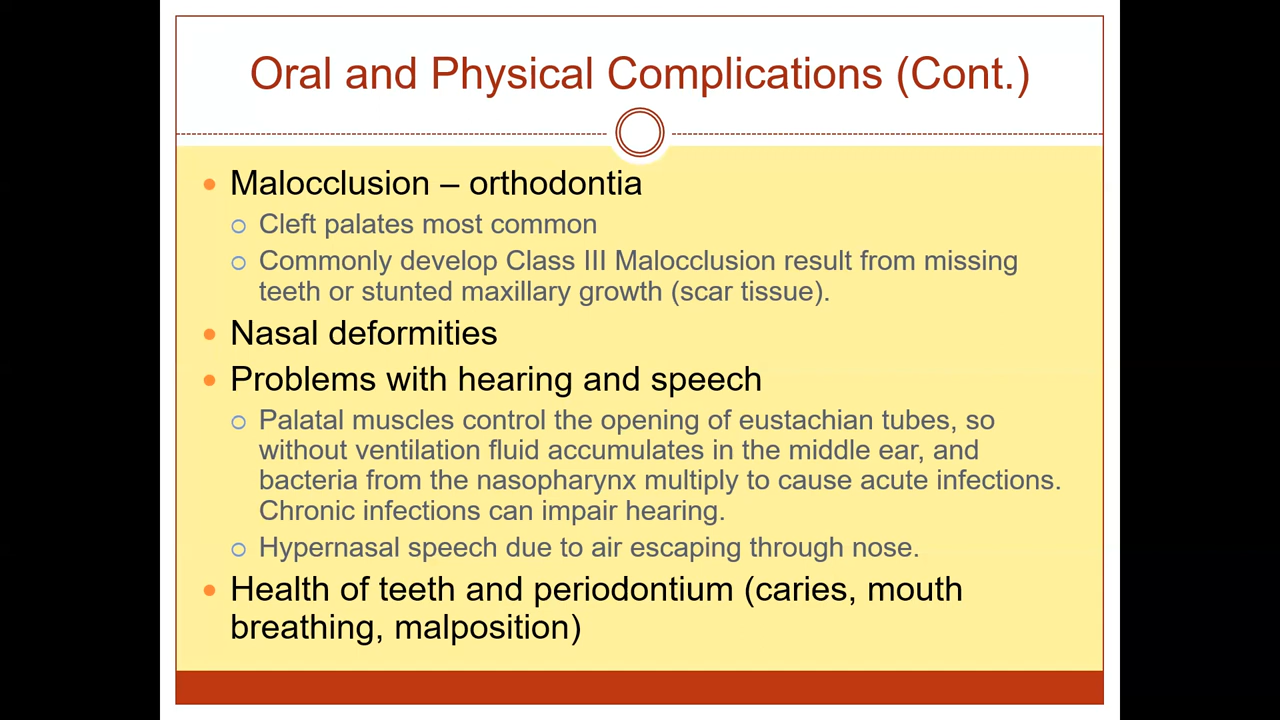 Oral and Physical Complications (Cont.)
Malocclusion – orthodontia
Cleft palates most common
Commonly develop Class III Malocclusion result from missing
teeth or stunted maxillary growth (scar tissue).
Nasal deformities
Problems with hearing and speech
Palatal muscles control the opening of eustachian tubes, so
without ventilation fluid accumulates in the middle ear, and
bacteria from the nasopharynx multiply to cause acute infections.
Chronic infections can impair hearing.
Hypernasal speech due to air escaping through nose.
Health of teeth and periodontium (caries, mouth
breathing, malposition)